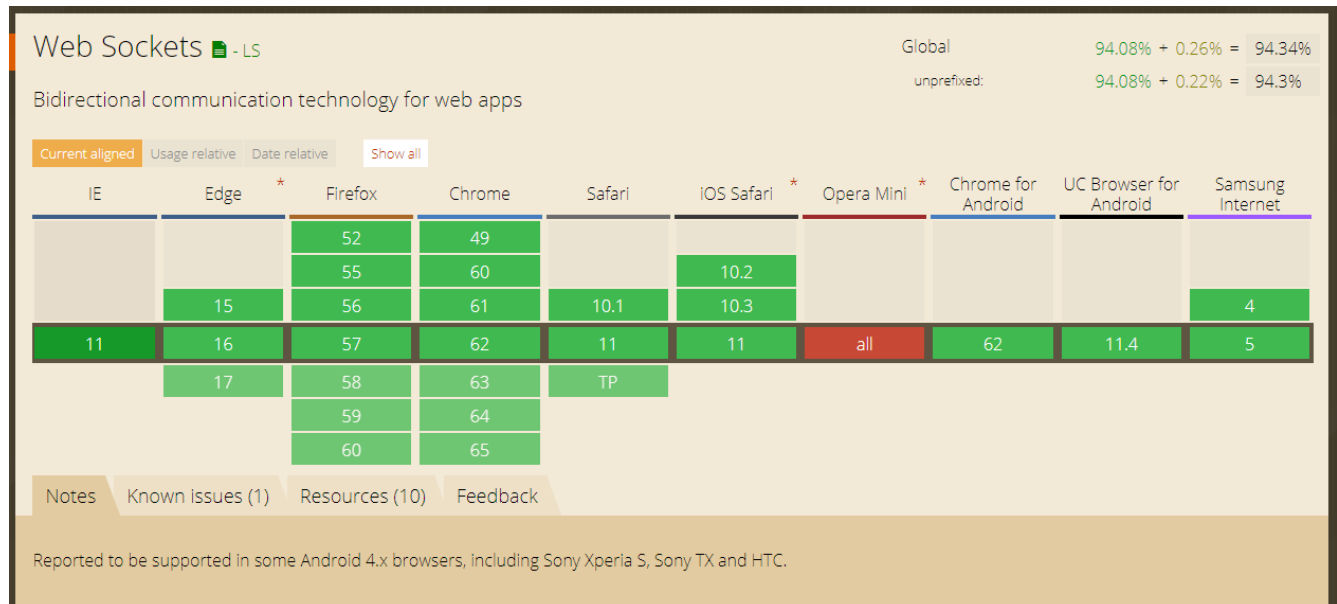 Web Sockets - LS
Global 94.08% + 0.26% = 94.34%
unprefixed: 94.08% + 0.22% = 94.3%
Bidirectional communication technology for web apps
Current aligned Usage relative Date relative Show all
IE Edge * Firefox Chrome Safari iOS Safari * Opera Mini * Chrome for Android UC Browser for Android Samsung Internet
52 49
55 60 10.2
15 56 61 10.1 10.3 4
11 16 57 62 11 11 all 62 11.4 5
17 58 63 TP
59 64
60 65
Notes Known issues (1) Resources (10) Feedback
Reported to be supported in some Android 4.x browsers, including Sony Xperia S, Sony TX and HTC.